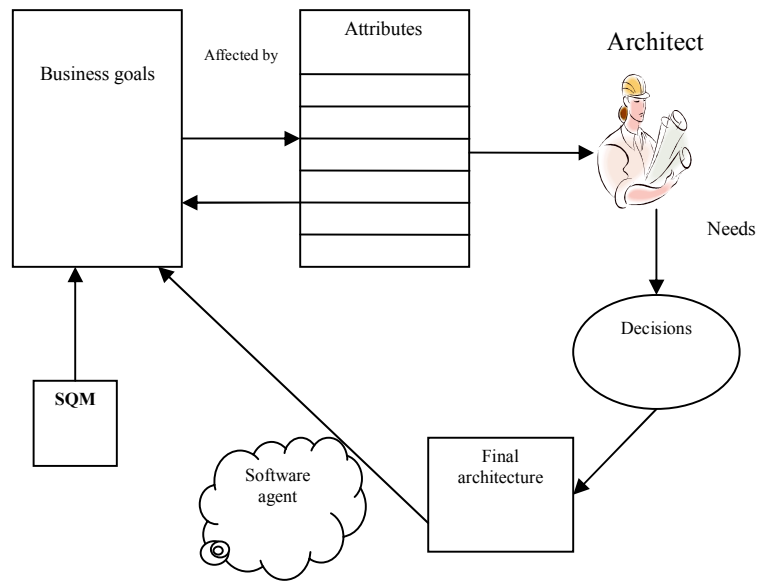 Business goals
Affected by
Attributes
Architect
Needs
Decisions
SQM
Software
agent
Final
architecture